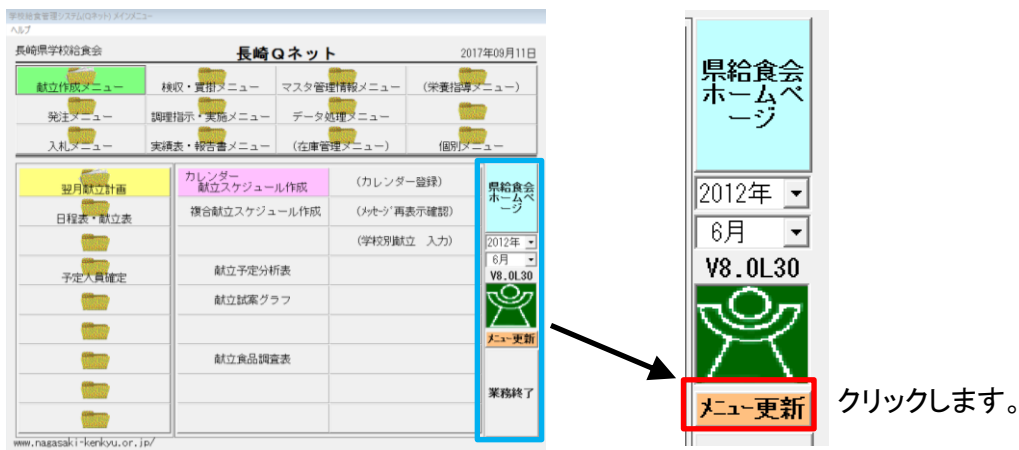 学校給食管理システム(Qネット) メインメニュー
ヘルプ
長崎県学校給食会
長崎Qネット
2017年09月11日
献立作成メニュー
検収・買掛メニュー
マスタ管理情報メニュー
(栄養指導メニュー)
発注メニュー
調理指示・実施メニュー
データ処理メニュー
入札メニュー
実績表・報告書メニュー
(在庫管理メニュー)
個別メニュー
翌月献立計画
カレンダー
献立スケジュール作成
(カレンダー登録)
日程表・献立表
複合献立スケジュール作成
(メッセージ再表示確認)
(学校別献立 入力)
予定人員確定
献立予定分析表
献立試案グラフ
献立食品調査表
県給食会
ホームペ
ージ
2012年
6月
V8.0L30
メニュー更新
業務終了
www.nagasaki-kenkyu.or.jp/
県給食会
ホームペ
ージ
2012年
6月
V8.0L30
メニュー更新
クリックします。